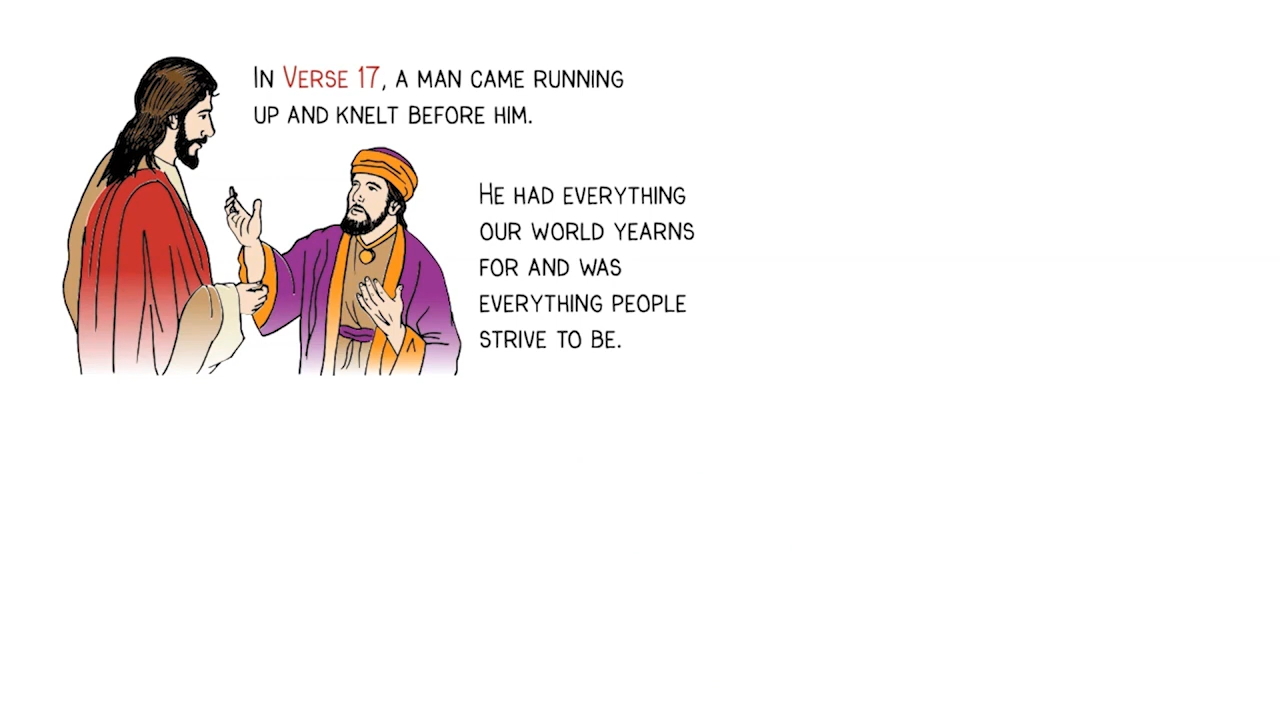 In Verse 17, a man came running
up and knelt before Him.
He had everything
our world yearns
for and was
everything people
strive to be.